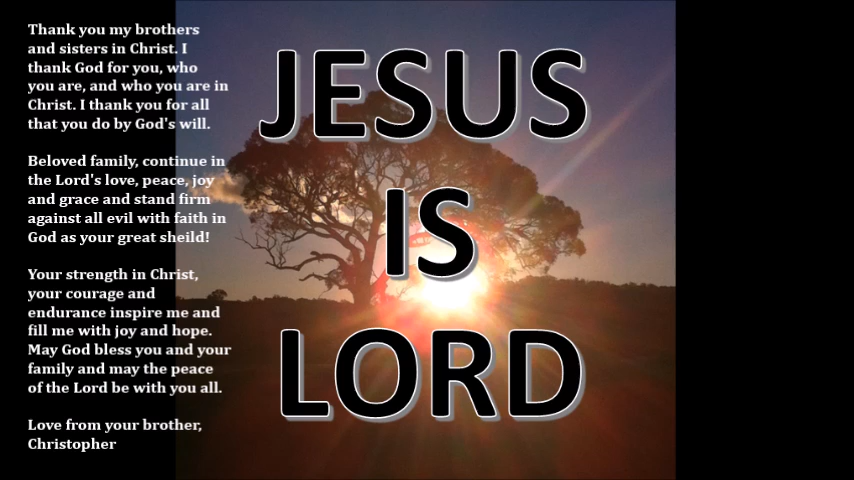 Thank you my brothers
and sisters in Christ. I
thank God for you, who
you are, and who you are in
Christ. I thank you for all
that you do by God's will.
Beloved family, continue in
the Lord's love, peace, joy
and grace and stand firm
against all evil with faith in
God as your great sheild!
Your strength in Christ,
your courage and
endurance inspire me and
fill me with joy and hope.
May God bless you and your
family and may the peace
of the Lord be with you all.
Love from your brother,
Christopher
JESUS
IS
LORD